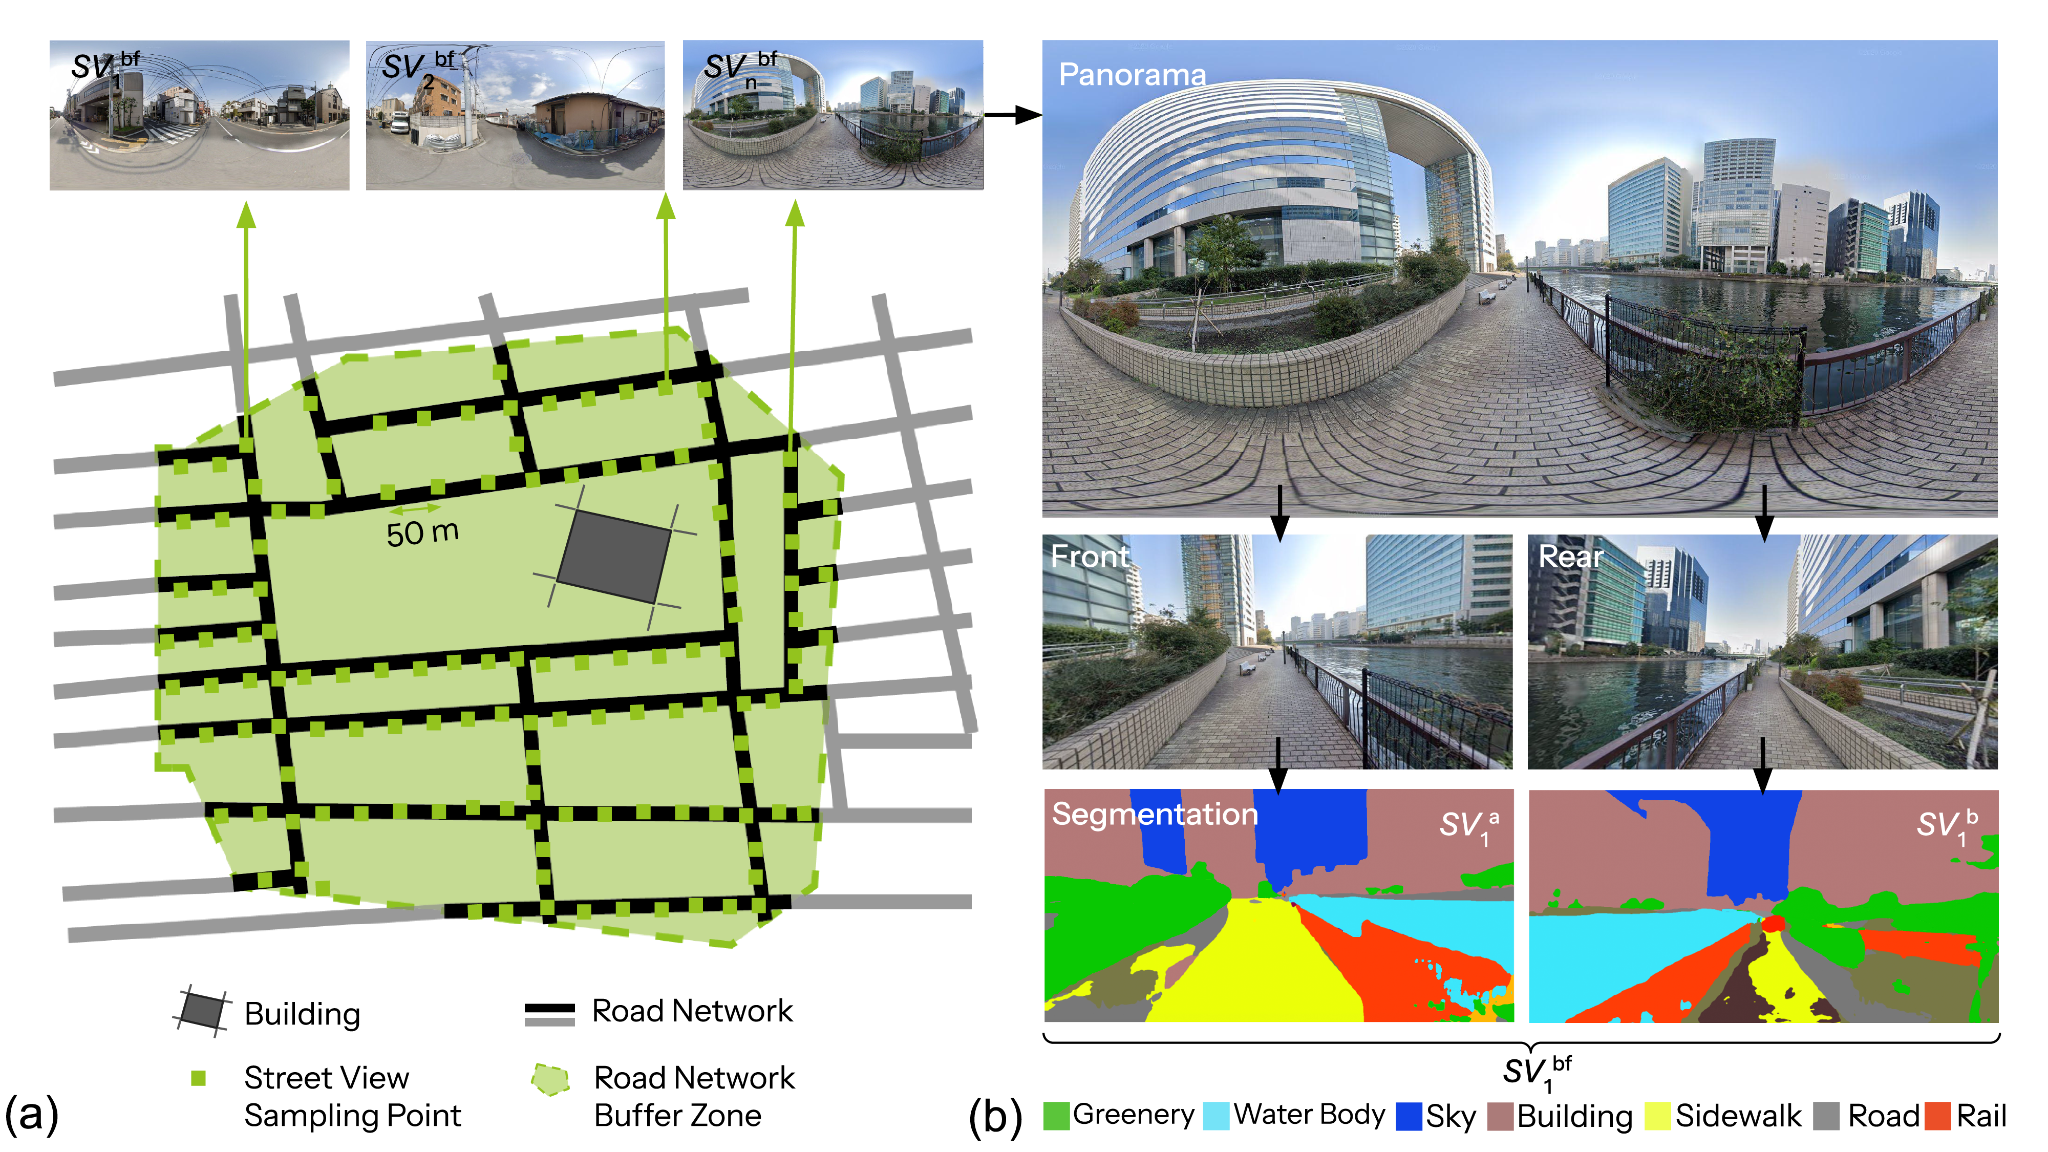 SV₁ᵇᶠ
SV₂ᵇᶠ
SVₙᵇᶠ
50 m
Building
Road Network
Street View
Sampling Point
Road Network
Buffer Zone
(a)
Panorama
Front
Rear
Segmentation
SV₁ᵃ
SV₁ᵇ
SV₁ᵇᶠ
(b)
Greenery
Water Body
Sky
Building
Sidewalk
Road
Rail